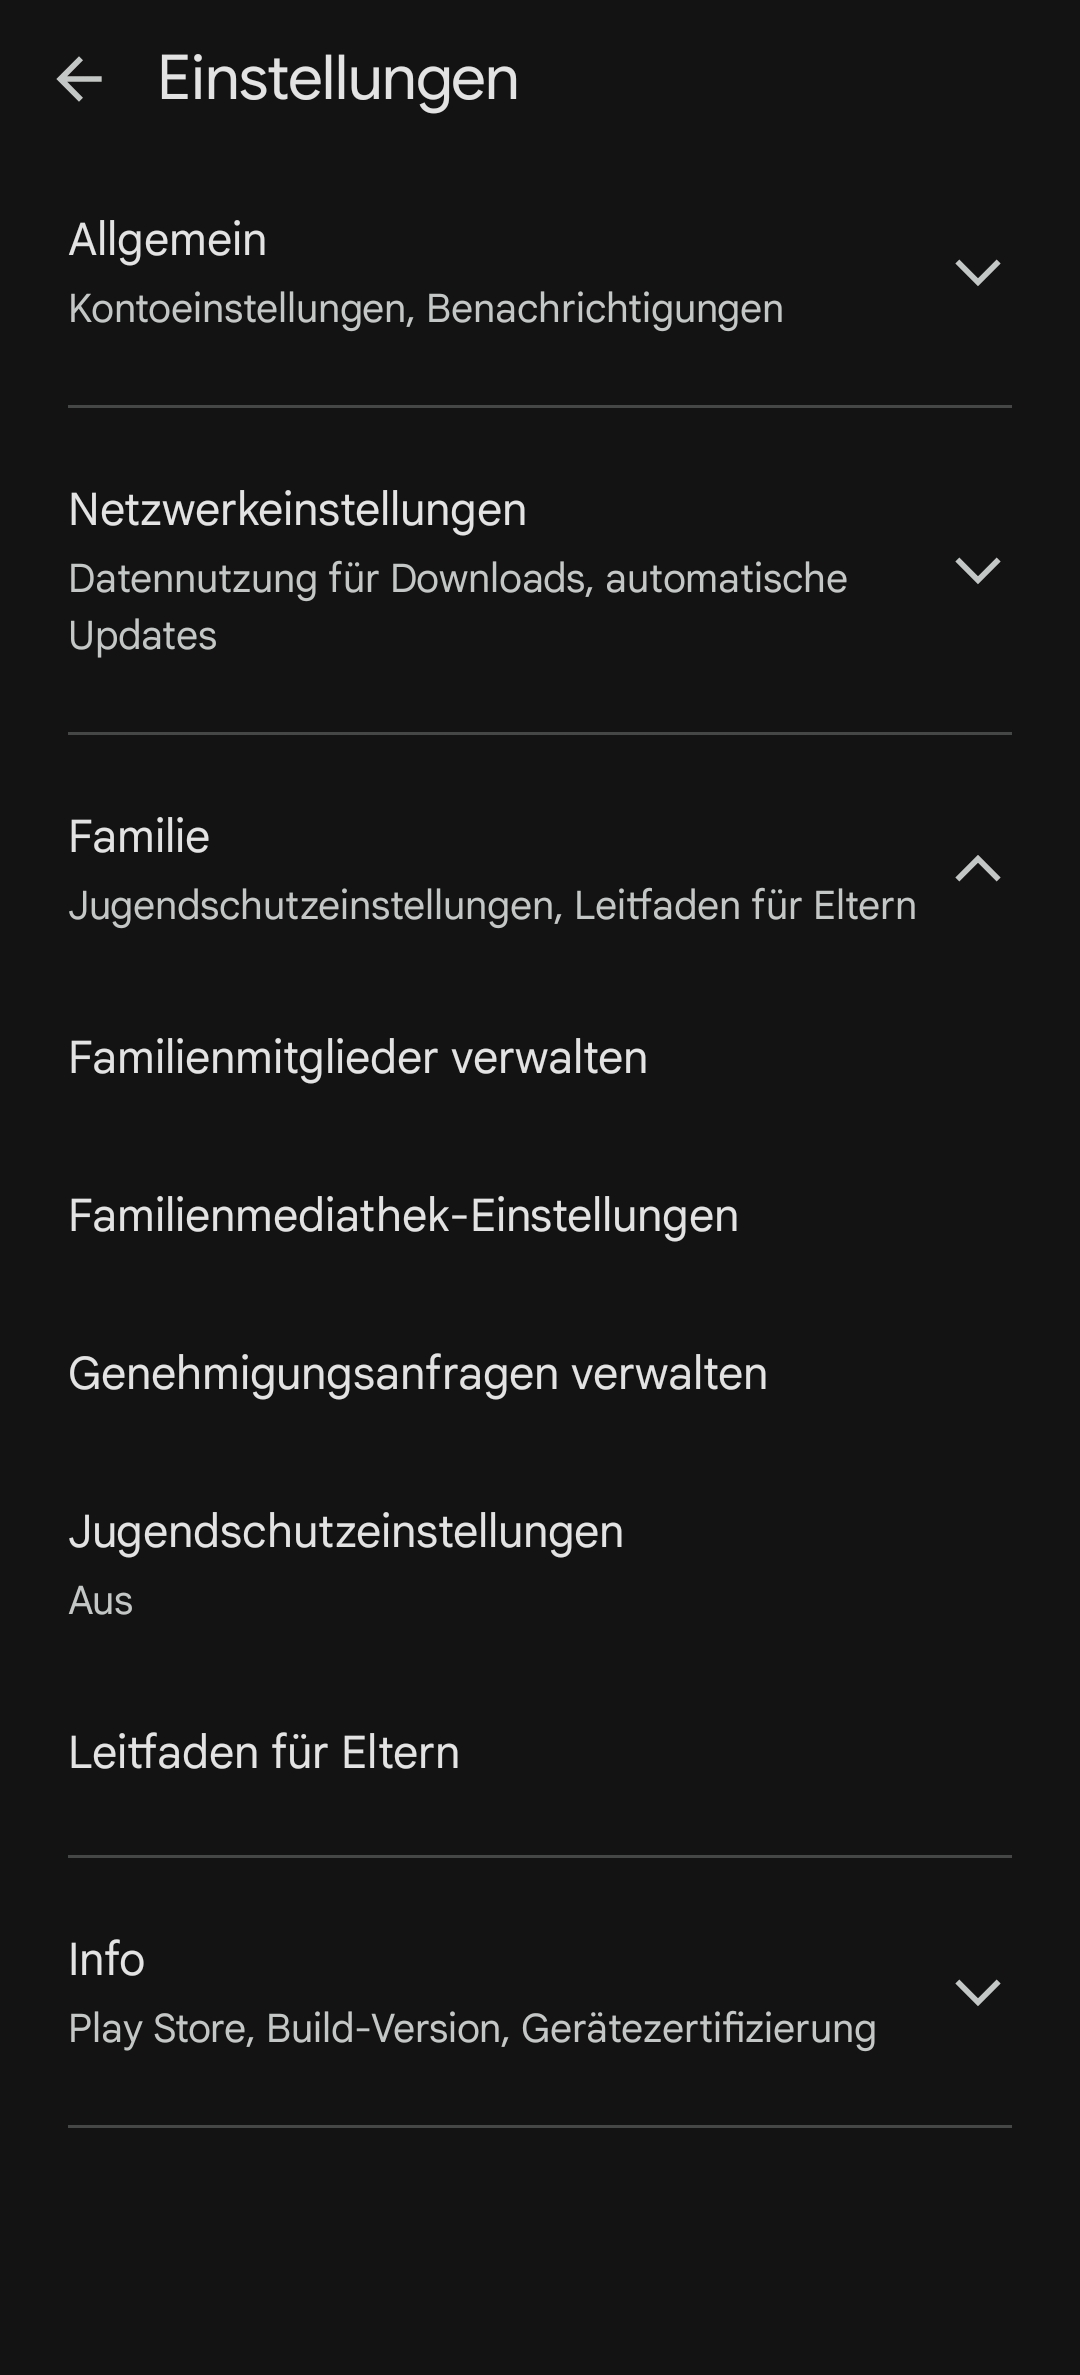 Einstellungen
Allgemein
Kontoeinstellungen, Benachrichtigungen
Netzwerkeinstellungen
Datennutzung für Downloads, automatische
Updates
Familie
Jugendschutzeinstellungen, Leitfaden für Eltern
Familienmitglieder verwalten
Familienmediathek-Einstellungen
Genehmigungsanfragen verwalten
Jugendschutzeinstellungen
Aus
Leitfaden für Eltern
Info
Play Store, Build-Version, Gerätezertifizierung